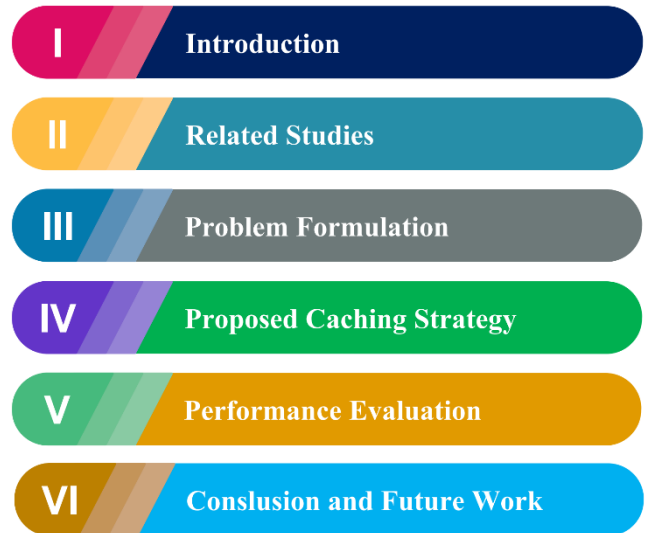 I Introduction
II Related Studies
III Problem Formulation
IV Proposed Caching Strategy
V Performance Evaluation
VI Conslusion and Future Work